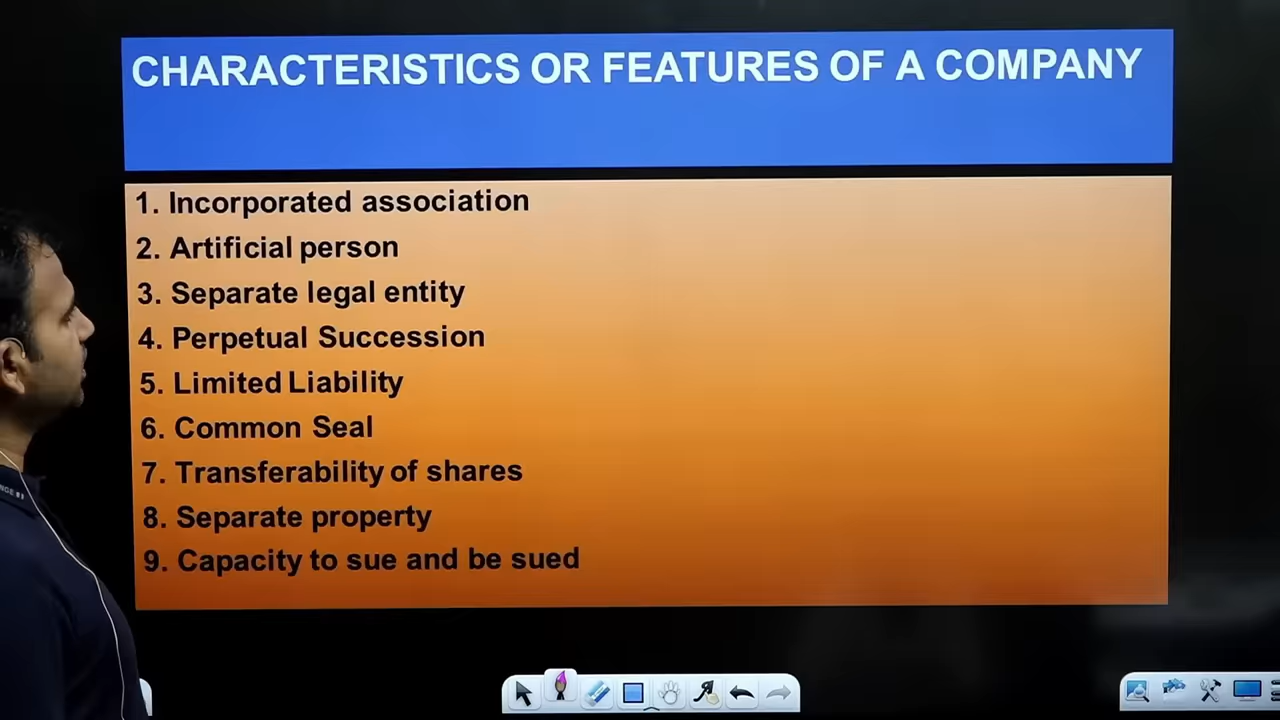 CHARACTERISTICS OR FEATURES OF A COMPANY
1. Incorporated association
2. Artificial person
3. Separate legal entity
4. Perpetual Succession
5. Limited Liability
6. Common Seal
7. Transferability of shares
8. Separate property
9. Capacity to sue and be sued